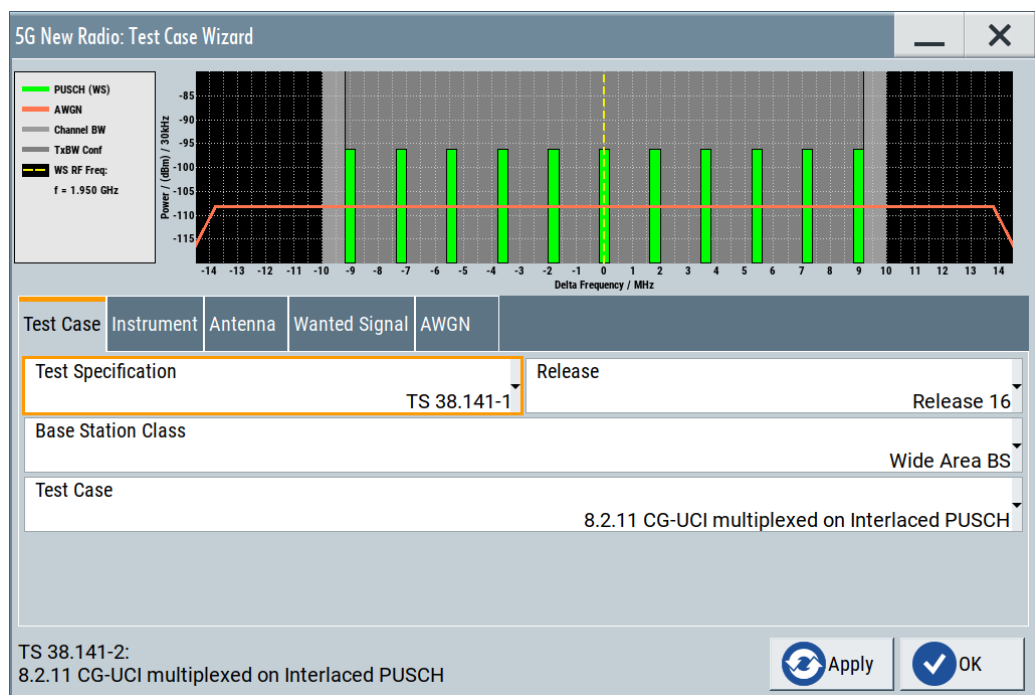 5G New Radio: Test Case Wizard
PUSCH (WS)
AWGN
Channel BW
TxBW Conf
WS RF Freq:
f = 1.950 GHz
Power / (dBm) / 30kHz
-85
-90
-95
-100
-105
-110
-115
-14 -13 -12 -11 -10 -9 -8 -7 -6 -5 -4 -3 -2 -1 0 1 2 3 4 5 6 7 8 9 10 11 12 13 14
Delta Frequency / MHz
Test Case Instrument Antenna Wanted Signal AWGN
Test Specification
TS 38.141-1
Release
Release 16
Base Station Class
Wide Area BS
Test Case
8.2.11 CG-UCI multiplexed on Interlaced PUSCH
TS 38.141-2:
8.2.11 CG-UCI multiplexed on Interlaced PUSCH
Apply
OK